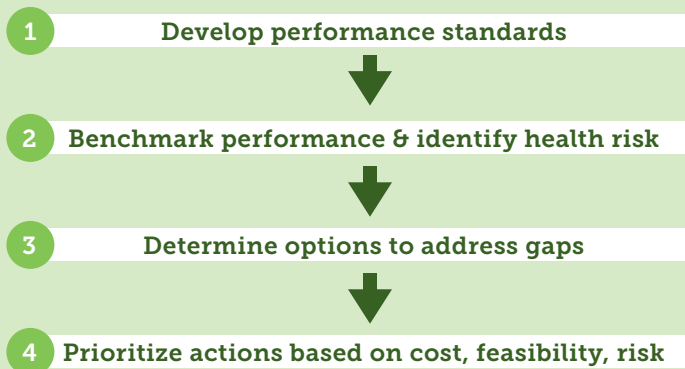 1 Develop performance standards
2 Benchmark performance & identify health risk
3 Determine options to address gaps
4 Prioritize actions based on cost, feasibility, risk